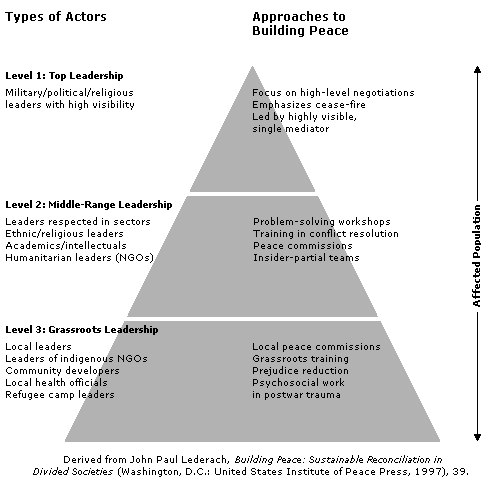 Types of Actors
Approaches to
Building Peace
Level 1: Top Leadership
Military/political/religious
leaders with high visibility
Focus on high-level negotiations
Emphasizes cease-fire
Led by highly visible,
single mediator
Level 2: Middle-Range Leadership
Leaders respected in sectors
Ethnic/religious leaders
Academics/intellectuals
Humanitarian leaders (NGOs)
Problem-solving workshops
Training in conflict resolution
Peace commissions
Insider-partial teams
Level 3: Grassroots Leadership
Local leaders
Leaders of indigenous NGOs
Community developers
Local health officials
Refugee camp leaders
Local peace commissions
Grassroots training
Prejudice reduction
Psychosocial work
in postwar trauma
Affected Population
Derived from John Paul Lederach, Building Peace: Sustainable Reconciliation in
Divided Societies (Washington, D.C.: United States Institute of Peace Press, 1997), 39.